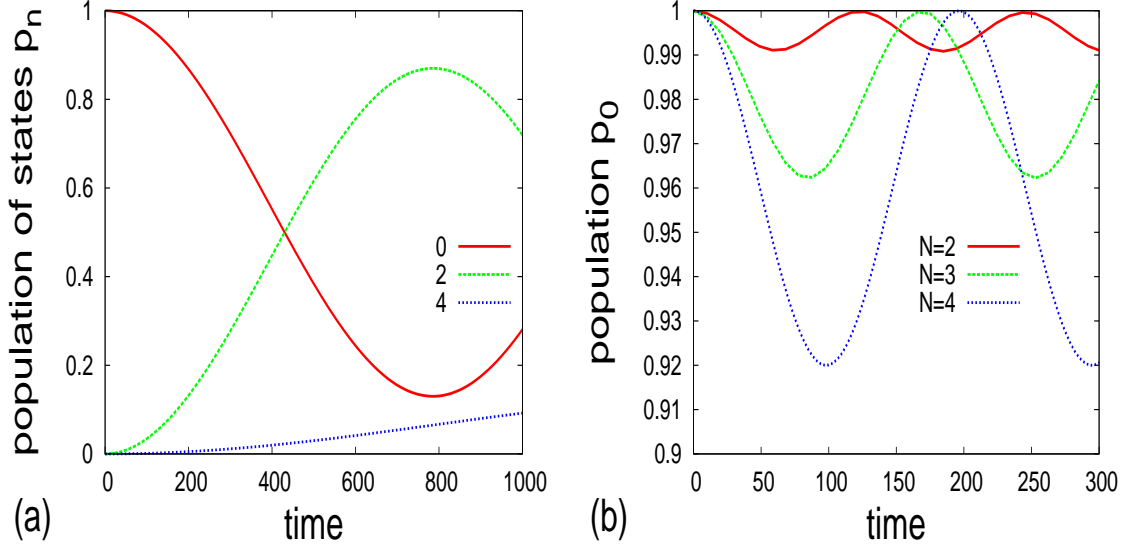 population of states pn
1
0.8
0.6
0.4
0.2
0
0
2
4
0 200 400 600 800 1000
time
(a)
population p0
1
0.99
0.98
0.97
0.96
0.95
0.94
0.93
0.92
0.91
0.9
N=2
N=3
N=4
0 50 100 150 200 250 300
time
(b)